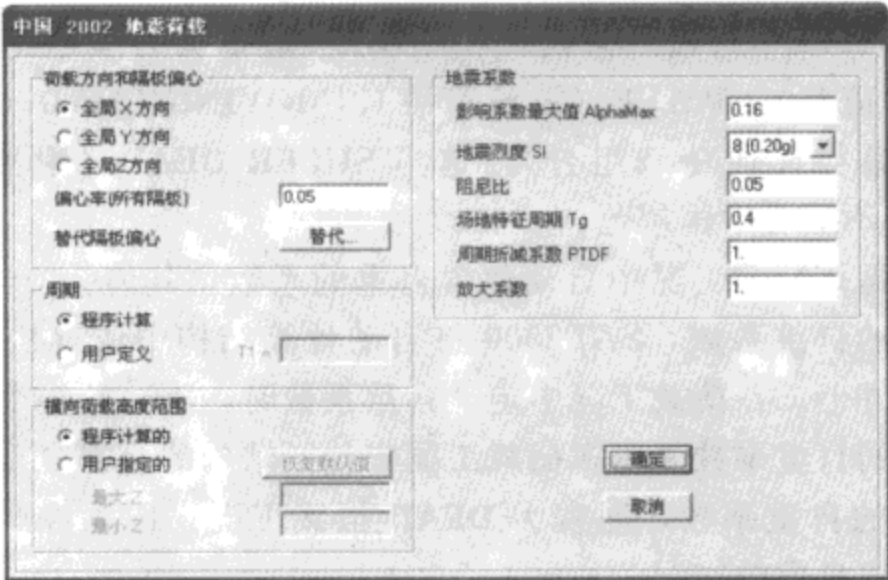 中国 2002 地震荷载
荷载方向和隔板偏心
全局X方向
全局Y方向
全局Z方向
偏心率(所有隔板)
0.05
替代隔板偏心
替代...
周期
程序计算
用户定义
T1 =
横向荷载高度范围
程序计算的
用户指定的
恢复默认值
最大 Z
最小 Z
地震系数
影响系数最大值 AlphaMax
0.16
地震烈度 SI
8 (0.20g)
阻尼比
0.05
场地特征周期 Tg
0.4
周期折减系数 PTDF
1.
放大系数
1.
确定
取消